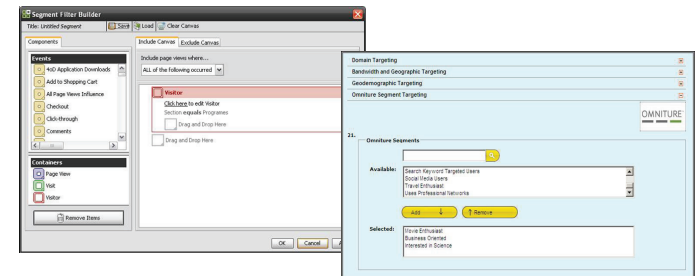 Segment Filter Builder
Title: Untitled Segment
Save
Load
Clear Canvas
Components
Include Canvas
Exclude Canvas
Events
4oD Application Downloads
Add to Shopping Cart
All Page Views Influence
Checkout
Click-through
Comments
Containers
Page View
Visit
Visitor
Remove Items
Include page views where...
ALL of the following occurred
Visitor
Click here to edit Visitor
Section equals Programes
Drag and Drop Here
Drag and Drop Here
OK
Cancel
Domain Targeting
Bandwidth and Geographic Targeting
Geodemographic Targeting
Omniture Segment Targeting
OMNITURE
21.
Omniture Segments
Available:
Search Keyword Targeted Users
Social Media Users
Travel Enthusiast
Uses Professional Networks
Add
Remove
Selected:
Movie Enthusiast
Business Oriented
Interested in Science